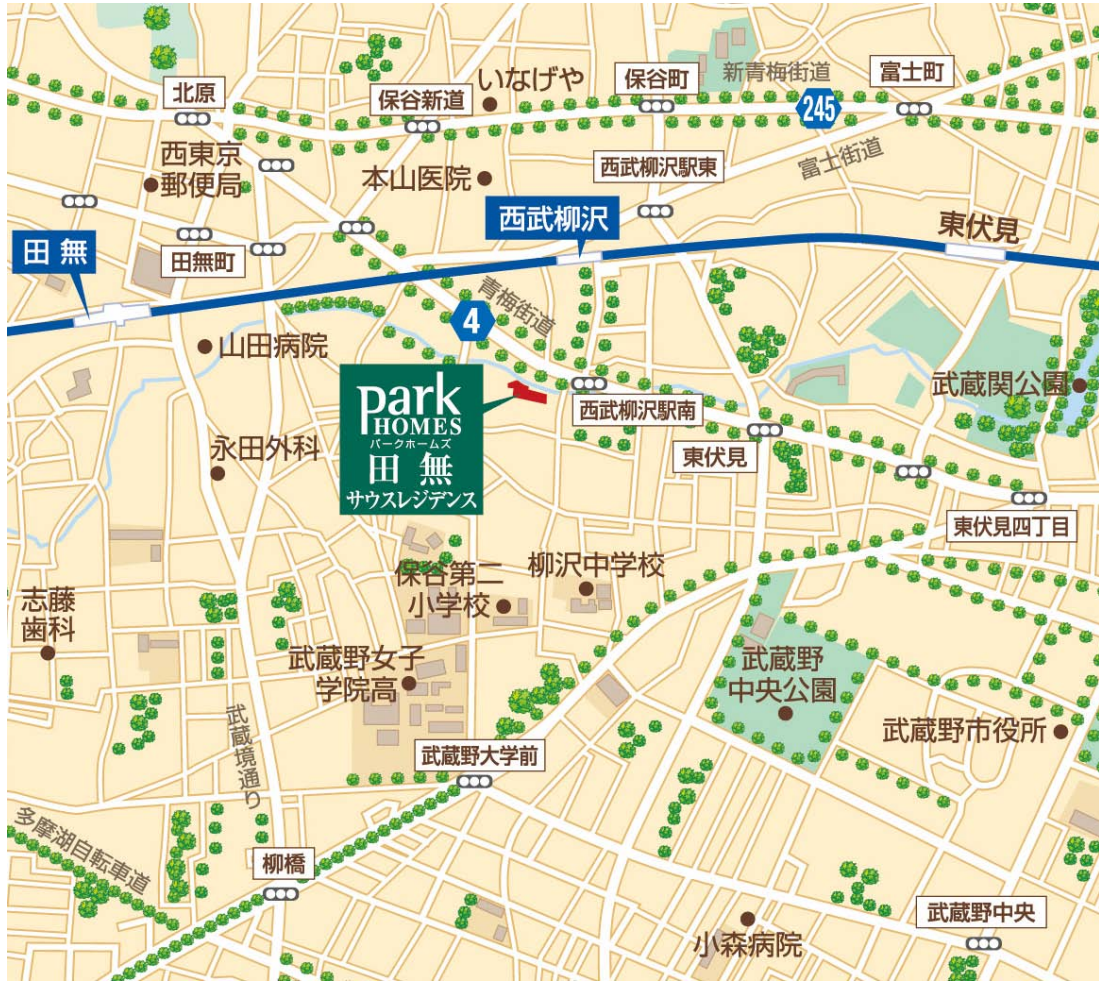 北原
保谷新道
いなげや
保谷町
新青梅街道
富士町
245
西東京
郵便局
本山医院
西武柳沢駅東
富士街道
田無
田無町
西武柳沢
東伏見
青梅街道
4
山田病院
park
HOMES
パークホームズ
田無
サウスレジデンス
西武柳沢駅南
武蔵関公園
永田外科
東伏見
東伏見四丁目
保谷第二
小学校
柳沢中学校
志藤
歯科
武蔵野女子
学院高
武蔵野
中央公園
武蔵野市役所
武蔵境通り
武蔵野大学前
多摩湖自転車道
柳橋
武蔵野中央
小森病院